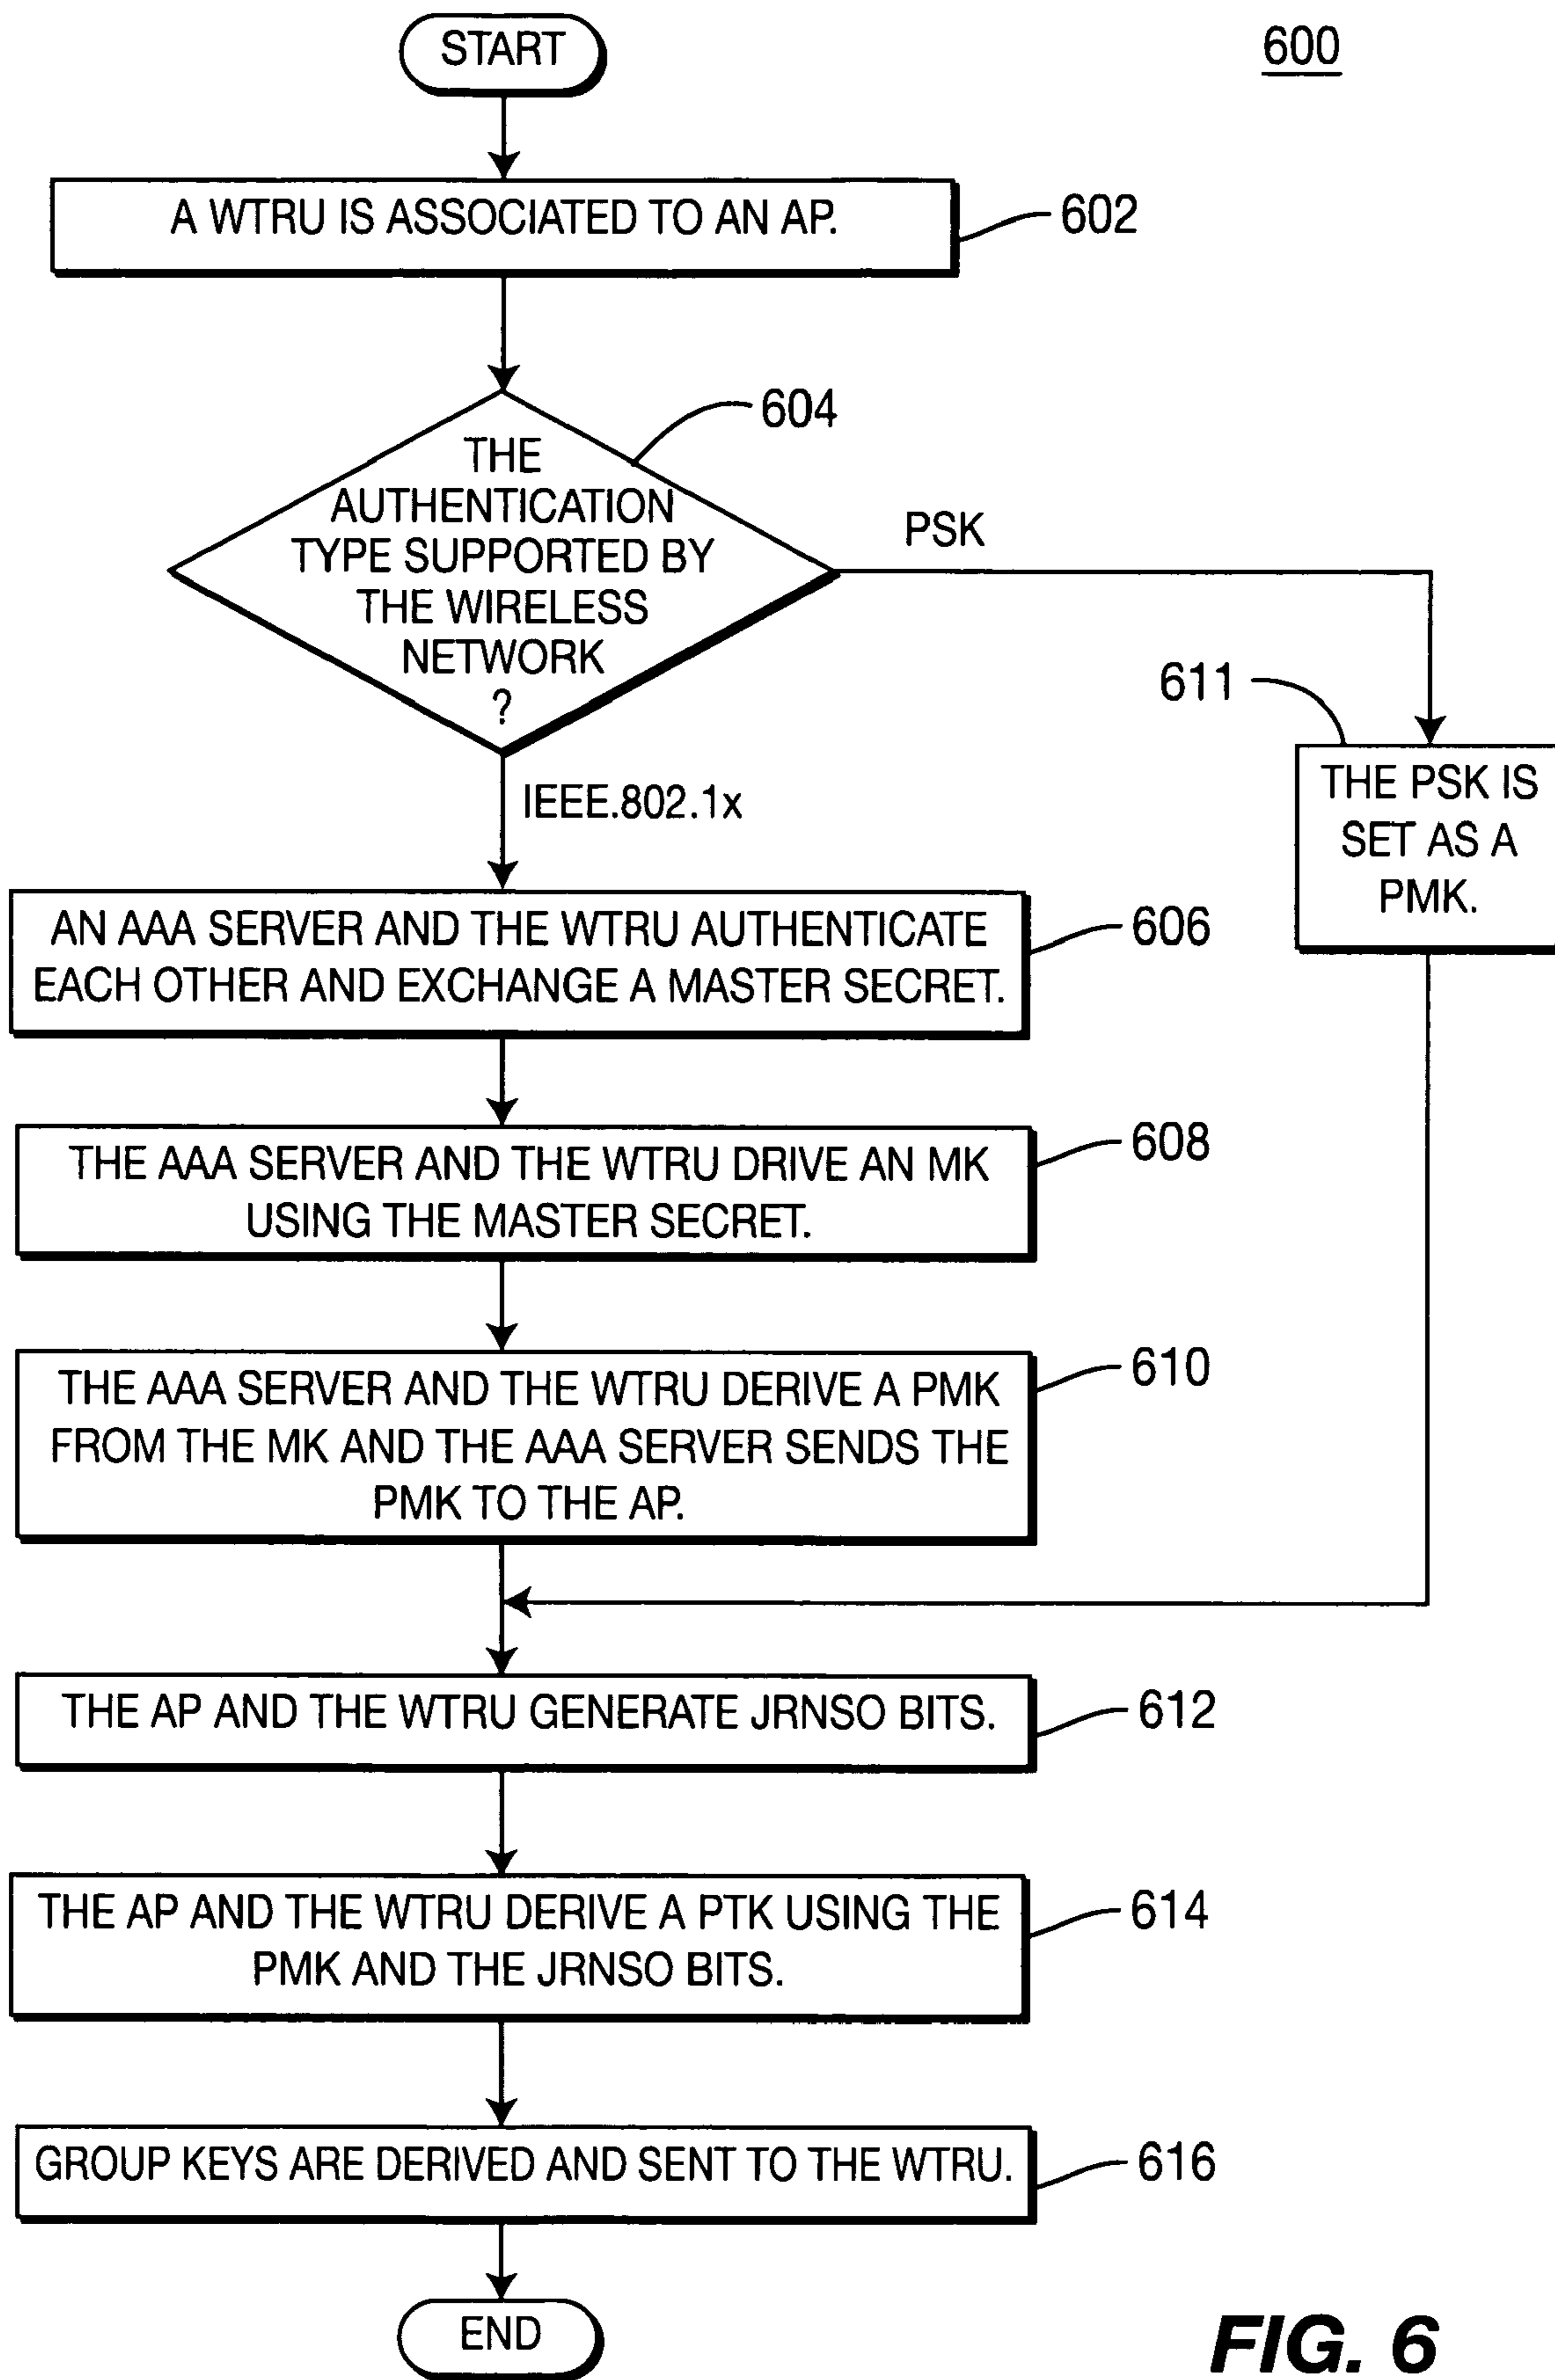 START
600
A WTRU IS ASSOCIATED TO AN AP.
602
604
THE
AUTHENTICATION
TYPE SUPPORTED BY
THE WIRELESS
NETWORK
?
PSK
611
THE PSK IS
SET AS A
PMK.
IEEE.802.1x
AN AAA SERVER AND THE WTRU AUTHENTICATE
EACH OTHER AND EXCHANGE A MASTER SECRET.
606
THE AAA SERVER AND THE WTRU DRIVE AN MK
USING THE MASTER SECRET.
608
THE AAA SERVER AND THE WTRU DERIVE A PMK
FROM THE MK AND THE AAA SERVER SENDS THE
PMK TO THE AP.
610
THE AP AND THE WTRU GENERATE JRNSO BITS.
612
THE AP AND THE WTRU DERIVE A PTK USING THE
PMK AND THE JRNSO BITS.
614
GROUP KEYS ARE DERIVED AND SENT TO THE WTRU.
616
END
FIG. 6